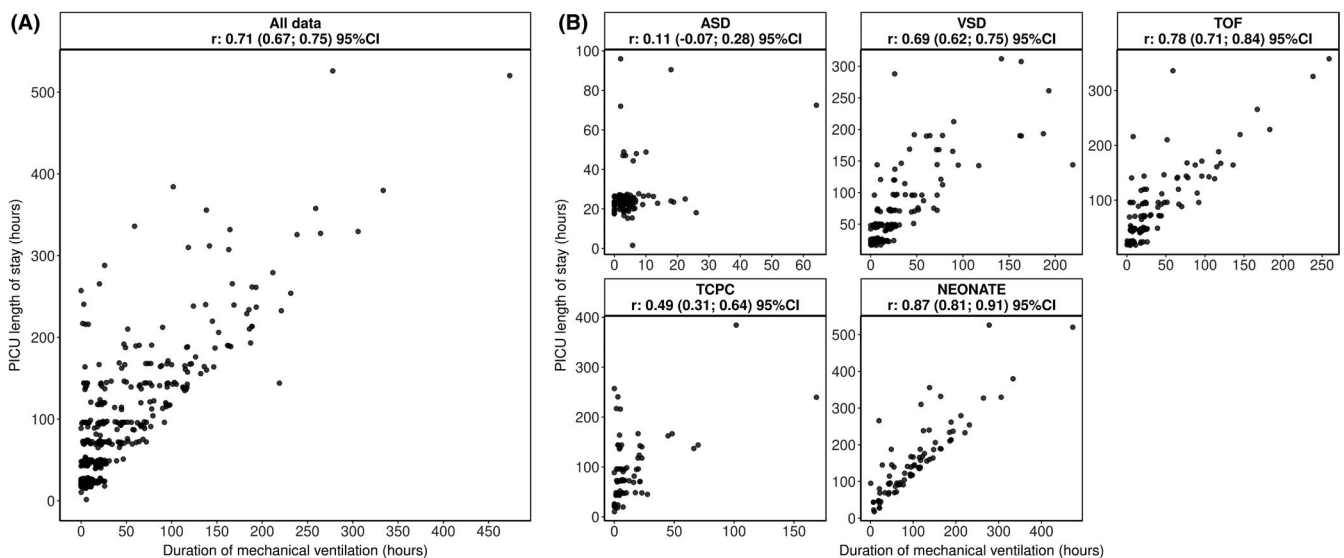 (A)
All data
r: 0.71 (0.67; 0.75) 95%CI
500
400
300
200
100
0
PICU length of stay (hours)
0 50 100 150 200 250 300 350 400 450
Duration of mechanical ventilation (hours)
(B)
ASD
r: 0.11 (-0.07; 0.28) 95%CI
100
80
60
40
20
0
0 10 20 30 40 50 60
VSD
r: 0.69 (0.62; 0.75) 95%CI
300
250
200
150
100
50
0 50 100 150 200
TOF
r: 0.78 (0.71; 0.84) 95%CI
300
200
100
0 50 100 150 200 250
PICU length of stay (hours)
TCPC
r: 0.49 (0.31; 0.64) 95%CI
400
300
200
100
0
0 50 100 150
NEONATE
r: 0.87 (0.81; 0.91) 95%CI
500
400
300
200
100
0
0 100 200 300 400
Duration of mechanical ventilation (hours)